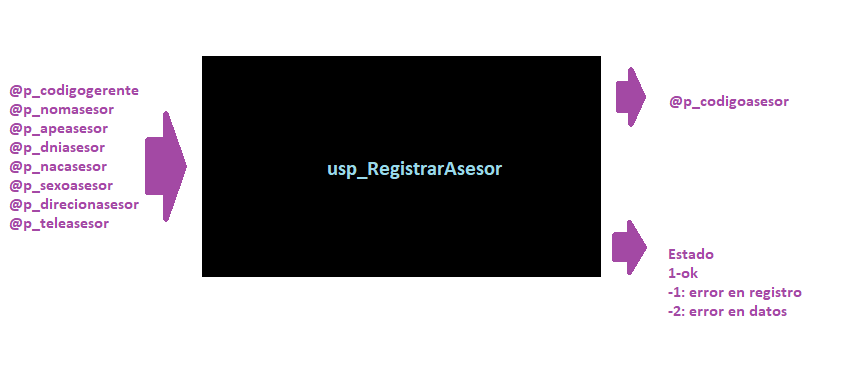 @p_codigogerente
@p_nomasesor
@p_apeasesor
@p_dniasesor
@p_nacasesor
@p_sexoasesor
@p_direcionasesor
@p_teleasesor
usp_RegistrarAsesor
@p_codigoasesor
Estado
1-ok
-1: error en registro
-2: error en datos